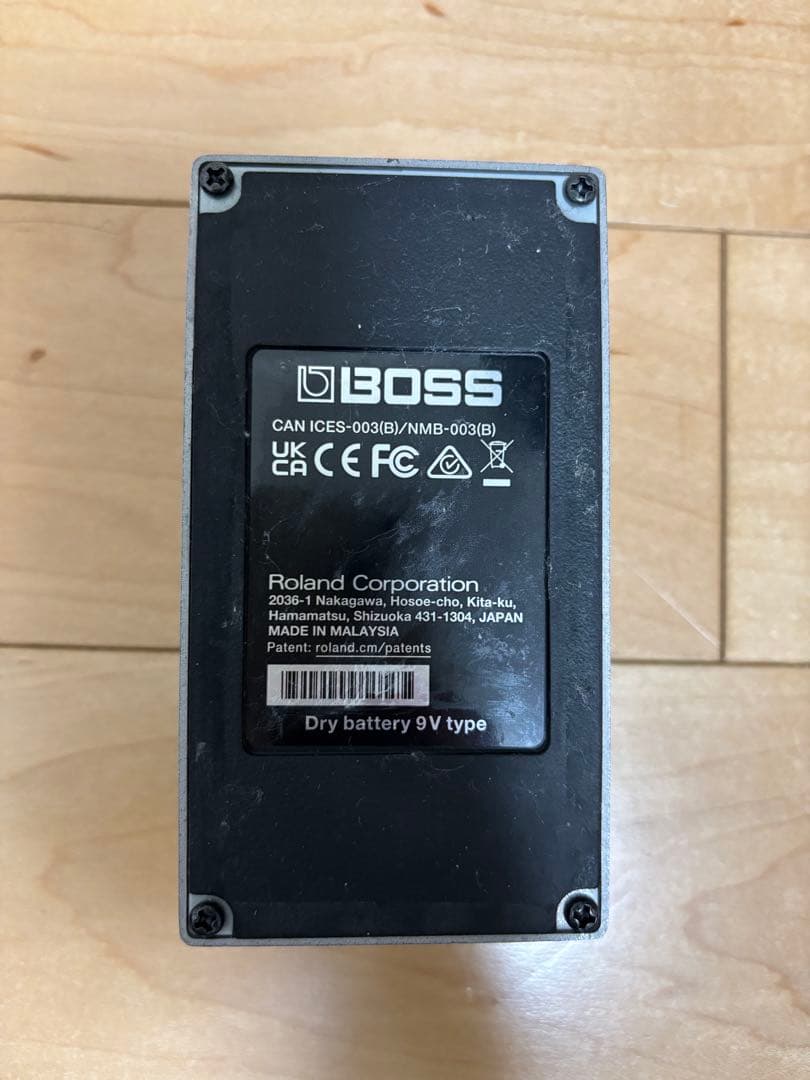 BOSS
CAN ICES-003(B)/NMB-003(B)
UK CA CE FC
Roland Corporation
2036-1 Nakagawa, Hosoe-cho, Kita-ku,
Hamamatsu, Shizuoka 431-1304, JAPAN
MADE IN MALAYSIA
Patent: roland.cm/patents
Dry battery 9V type